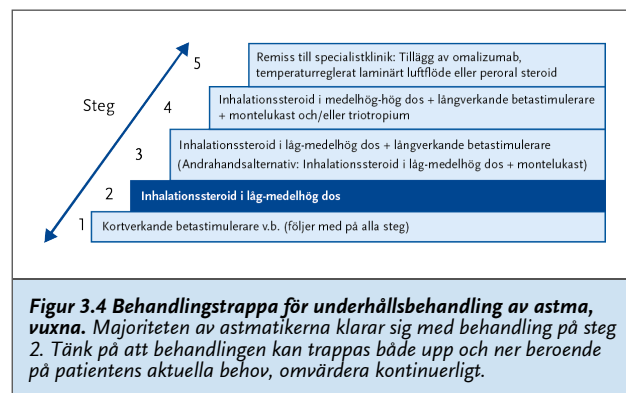 5
Remiss till specialistklinik: Tillägg av omalizumab,
temperaturreglerat laminärt luftflöde eller peroral steroid
Steg
4
Inhalationssteroid i medelhög-hög dos + långverkande betastimulerare
+ montelukast och/eller triotropium
3
Inhalationssteroid i låg-medelhög dos + långverkande betastimulerare
(Andrahandsalternativ: Inhalationssteroid i låg-medelhög dos + montelukast)
2
Inhalationssteroid i låg-medelhög dos
1
Kortverkande betastimulerare v.b. (följer med på alla steg)
Figur 3.4 Behandlingstrappa för underhållsbehandling av astma,
vuxna. Majoriteten av astmatikerna klarar sig med behandling på steg
2. Tänk på att behandlingen kan trappas både upp och ner beroende
på patientens aktuella behov, omvärdera kontinuerligt.